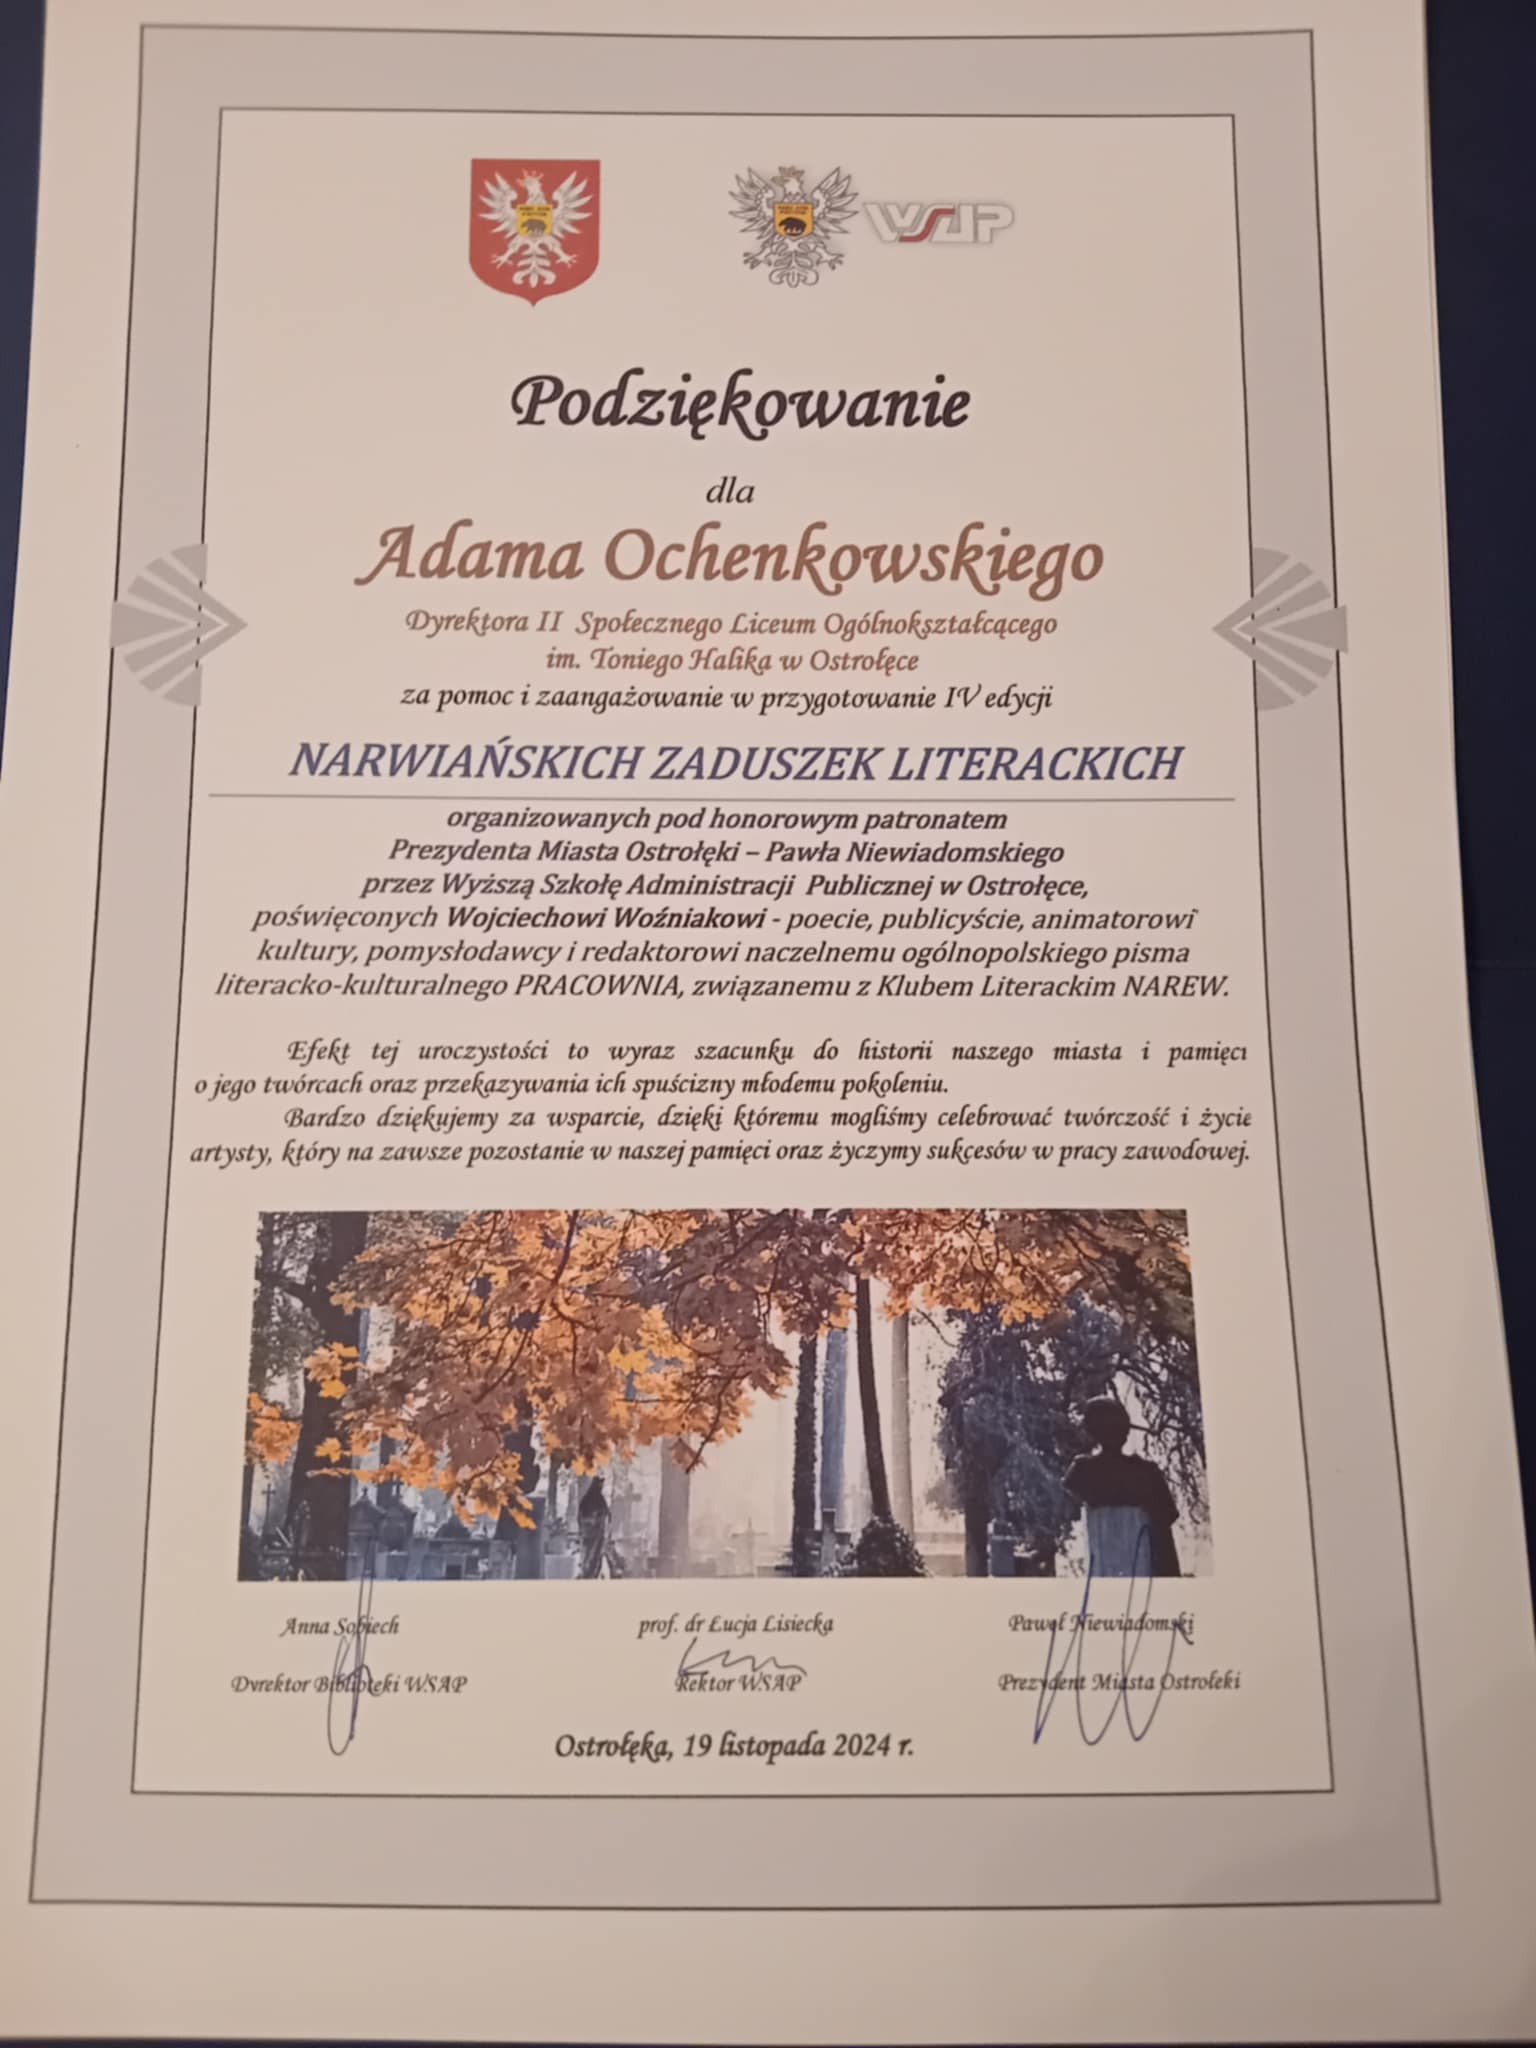 WSAP
Podziękowanie
dla
Adama Ochenkowskiego
Dyrektora II Społecznego Liceum Ogólnokształcącego
im. Toniego Halika w Ostrołęce
za pomoc i zaangażowanie w przygotowanie IV edycji
NARWIAŃSKICH ZADUSZEK LITERACKICH
organizowanych pod honorowym patronatem
Prezydenta Miasta Ostrołęki – Pawła Niewiadomskiego
przez Wyższą Szkołę Administracji Publicznej w Ostrołęce,
poświęconych Wojciechowi Woźniakowi - poecie, publicyście, animatorowi
kultury, pomysłodawcy i redaktorowi naczelnemu ogólnopolskiego pisma
literacko-kulturalnego PRACOWNIA, związanemu z Klubem Literackim NAREW.
Efekt tej uroczystości to wyraz szacunku do historii naszego miasta i pamięci
o jego twórcach oraz przekazywania ich spuścizny młodemu pokoleniu.
Bardzo dziękujemy za wsparcie, dzięki któremu mogliśmy celebrować twórczość i życie
artysty, który na zawsze pozostanie w naszej pamięci oraz życzymy sukcesów w pracy zawodowej.
Anna Sobiech prof. dr Łucja Lisiecka Paweł Niewiadomski
Dyrektor Biblioteki WSAP Rektor WSAP Prezydent Miasta Ostrołęki
Ostrołęka, 19 listopada 2024 r.